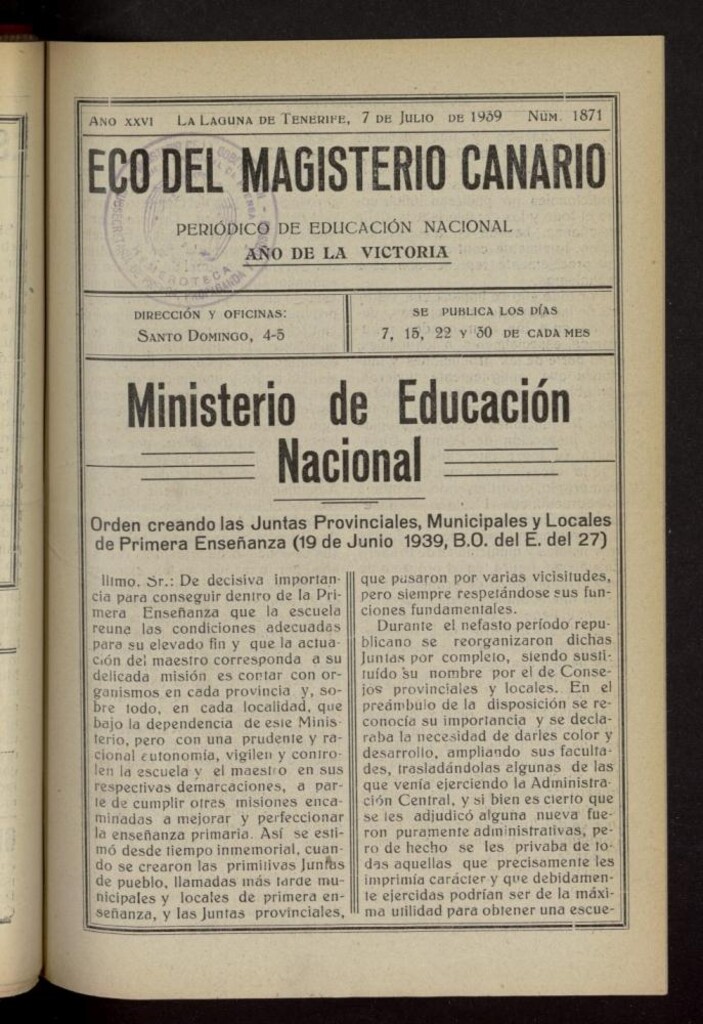 AÑO XXVI LA LAGUNA DE TENERIFE, 7 DE JULIO DE 1939 NÚM. 1871
ECO DEL MAGISTERIO CANARIO
PERIÓDICO DE EDUCACIÓN NACIONAL
AÑO DE LA VICTORIA
HEMEROTECA
DIRECCIÓN Y OFICINAS:
SANTO DOMINGO, 4-5
SE PUBLICA LOS DÍAS
7, 15, 22 Y 30 DE CADA MES
Ministerio de Educación
Nacional
Orden creando las Juntas Provinciales, Municipales y Locales
de Primera Enseñanza (19 de Junio 1939, B.O. del E. del 27)
Iltmo. Sr.: De decisiva importan-
cia para conseguir dentro de la Pri
mera Enseñanza que la escuela
reuna las condiciones adecuadas
para su elevado fin y que la actua-
ción del maestro corresponda a su
delicada misión es contar con or-
ganismos en cada provincia y, so-
bre todo, en cada localidad, que
bajo la dependencia de este Minis-
terio, pero con una prudente y ra-
cional autonomía, vigilen y contro-
len la escuela y el maestro en sus
respectivas demarcaciones, a par-
te de cumplir otras misiones enca-
minadas a mejorar y perfeccionar
la enseñanza primaria. Así se esti-
mó desde tiempo inmemorial, cuan-
do se crearon las primitivas Juntas
de pueblo, llamadas más tarde mu-
nicipales y locales de primera en-
señanza, y las Juntas provinciales,
que pasaron por varias vicisitudes,
pero siempre respetándose sus fun-
ciones fundamentales.
Durante el nefasto período repu-
blicano se reorganizaron dichas
Juntas por completo, siendo susti-
tuído su nombre por el de Conse-
jos provinciales y locales. En el
preámbulo de la disposición se re-
conocía su importancia y se decla-
raba la necesidad de darles color y
desarrollo, ampliando sus faculta-
des, trasladándolas algunas de las
que venía ejerciendo la Administra-
ción Central, y si bien es cierto que
se les adjudicó alguna nueva fue-
ron puramente administrativas, pe-
ro de hecho se les privaba de to-
das aquellas que precisamente les
imprimía carácter y que debidamen-
te ejercidas podrían ser de la máxi-
ma utilidad para obtener una escue-